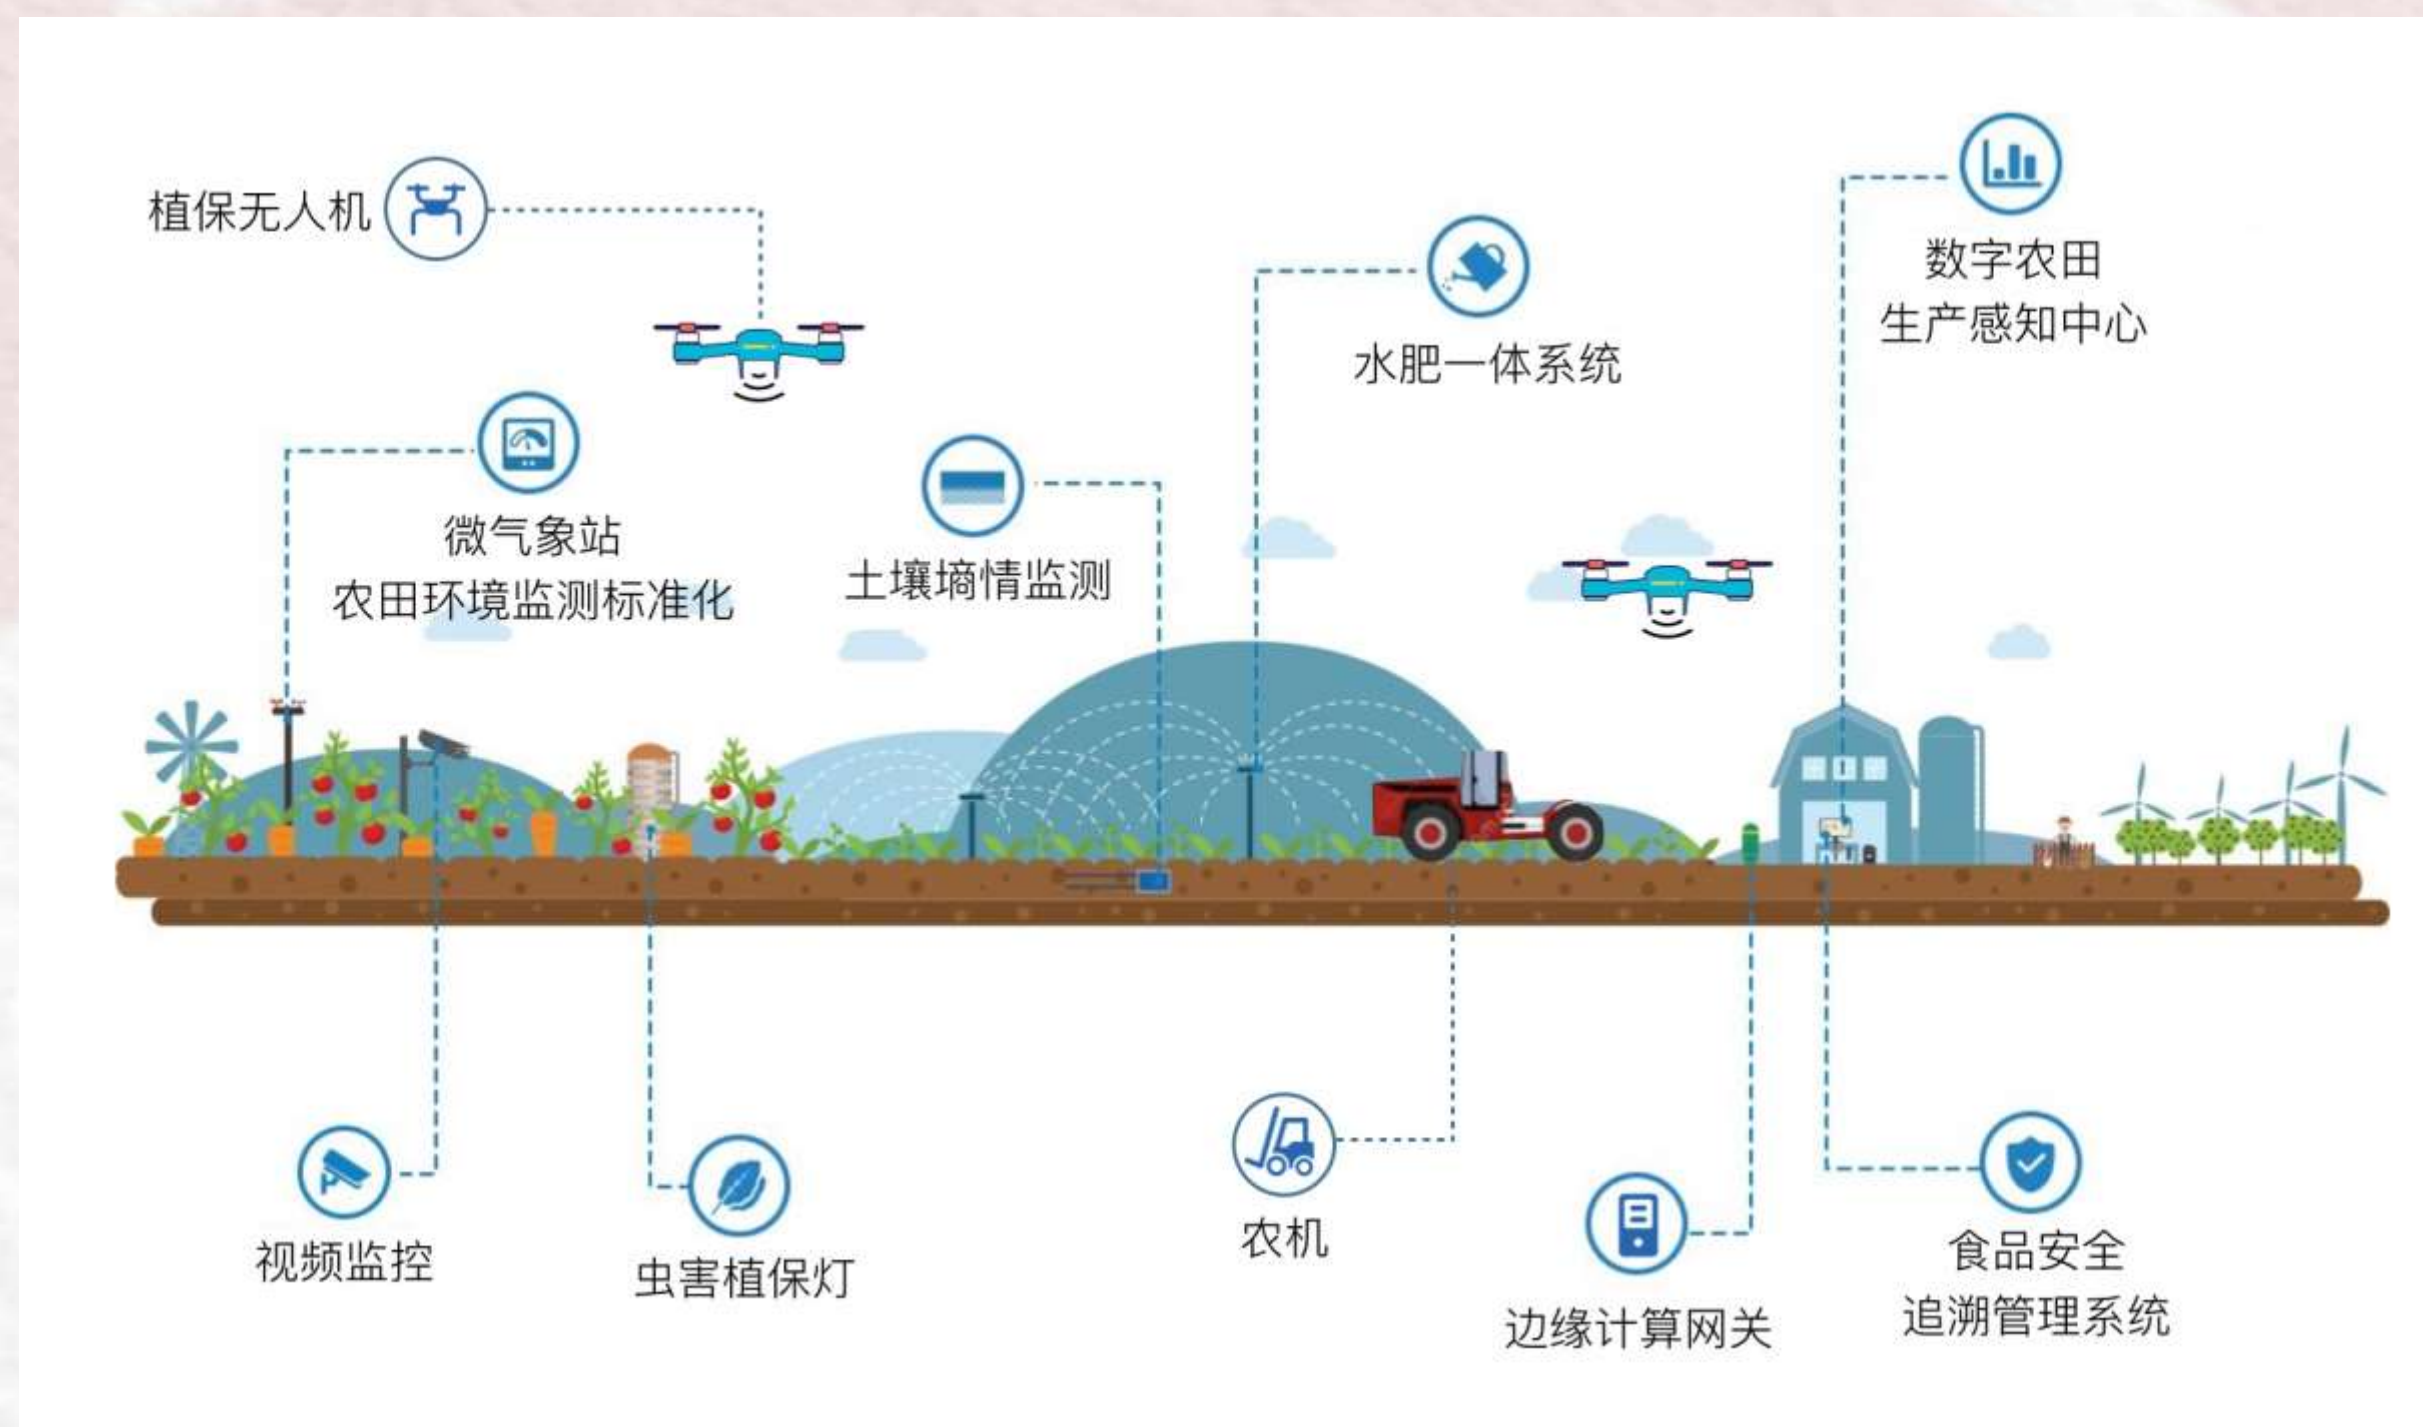 植保无人机
数字农田
生产感知中心
水肥一体系统
微气象站
农田环境监测标准化
土壤墒情监测
视频监控
虫害植保灯
农机
边缘计算网关
食品安全
追溯管理系统